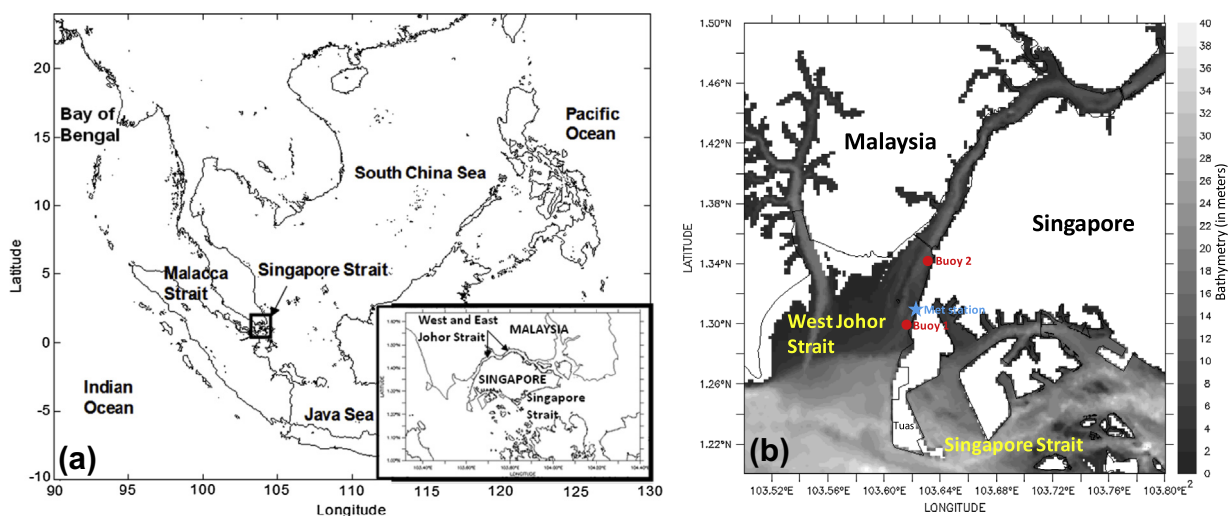 20
15
10
5
0
-5
-10
90
95
100
105
110
115
120
125
130
Latitude
Longitude
Bay of
Bengal
Pacific
Ocean
South China Sea
Malacca
Strait
Singapore Strait
Indian
Ocean
Java Sea
(a)
West and East
Johor Strait
MALAYSIA
SINGAPORE
Singapore
Strait
LONGITUDE
1.50°N
1.46°N
1.42°N
1.38°N
1.34°N
1.30°N
1.26°N
1.22°N
LATITUDE
Malaysia
Singapore
Buoy 2
Met station
Buoy 1
West Johor
Strait
Tuas
Singapore Strait
(b)
103.52°E
103.56°E
103.60°E
103.64°E
103.68°E
103.72°E
103.76°E
103.80°E
2
LONGITUDE
40
38
36
34
32
30
28
26
24
22
20
18
16
14
12
10
8
6
4
2
0
Bathymetry (in meters)